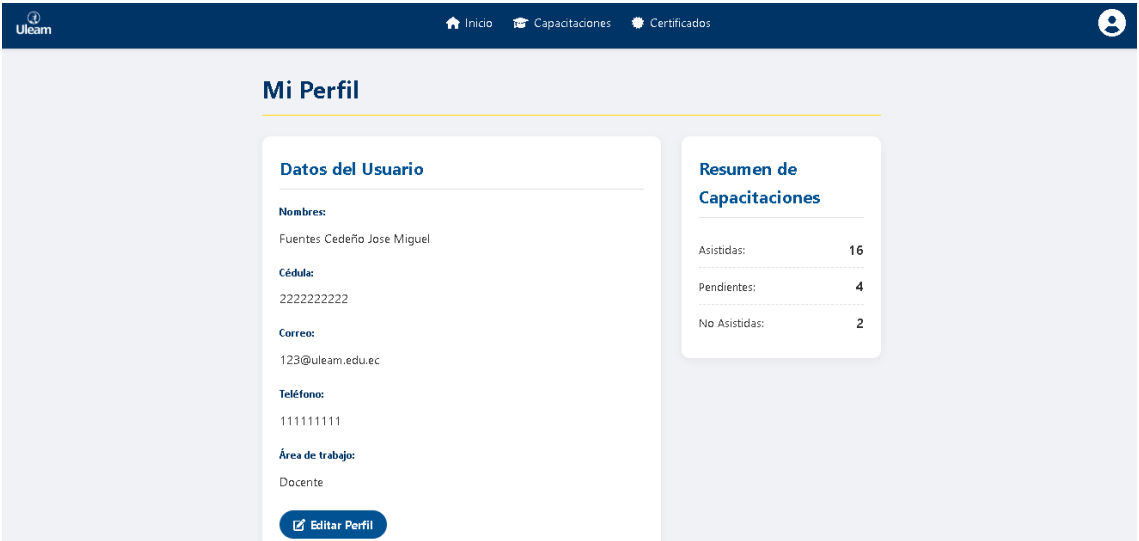 Uleam
Inicio Capacitaciones Certificados
Mi Perfil
Datos del Usuario
Nombres:
Fuentes Cedeño Jose Miguel
Cédula:
2222222222
Correo:
123@uleam.edu.ec
Teléfono:
111111111
Área de trabajo:
Docente
Editar Perfil
Resumen de
Capacitaciones
Asistidas: 16
Pendientes: 4
No Asistidas: 2